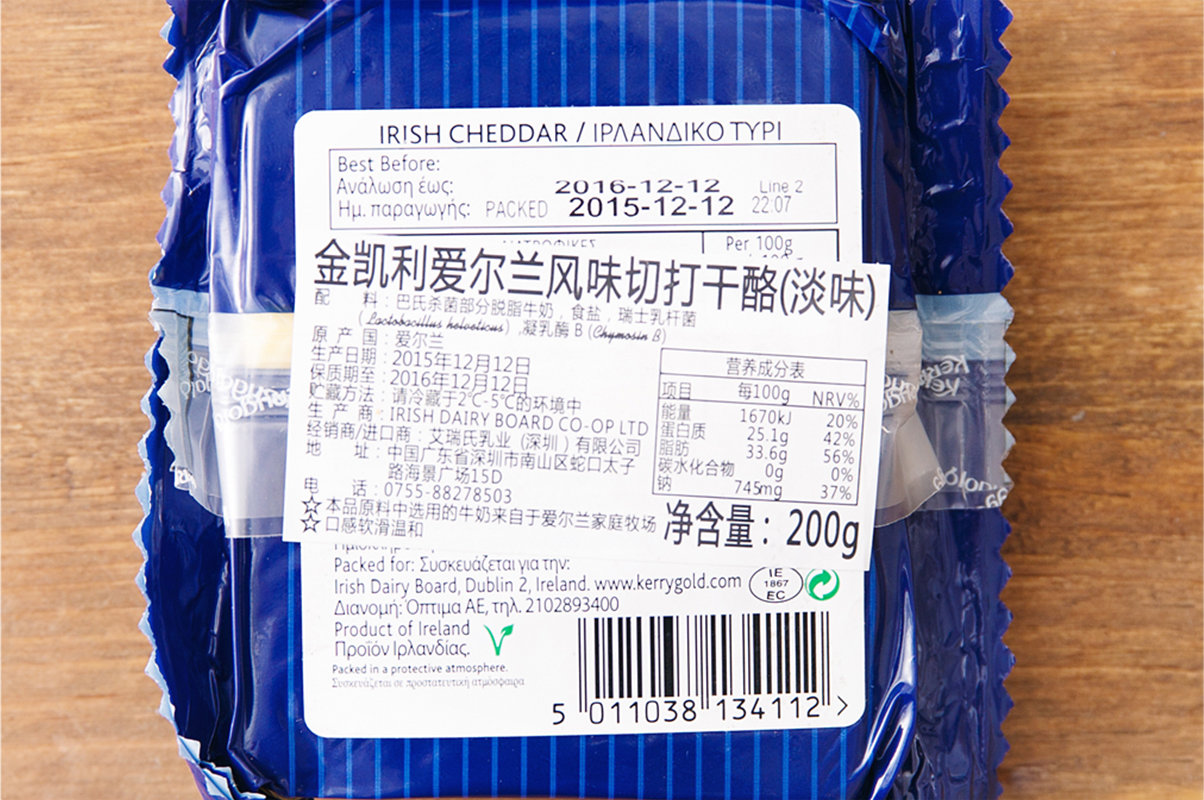 IRISH CHEDDAR / ΙΡΛΑΝΔΙΚΟ ΤΥΡΙ
Best Before:
Ανάλωση έως: 2016-12-12 Line 2
Ημ. παραγωγής: PACKED 2015-12-12 22:07
Per 100g
金凯利爱尔兰风味切打干酪(淡味)
配 料：巴氏杀菌部分脱脂牛奶，食盐，瑞士乳杆菌
(Lactobacillus helveticus),凝乳酶 B (Chymosin B)
原 产 国：爱尔兰
生产日期：2015年12月12日
保质期至：2016年12月12日
贮藏方法：请冷藏于2℃-5℃的环境中
生 产 商：IRISH DAIRY BOARD CO-OP LTD
经销商/进口商：艾瑞氏乳业（深圳）有限公司
地 址：中国广东省深圳市南山区蛇口太子
路海景广场15D
电 话：0755-88278503
☆本品原料中选用的牛奶来自于爱尔兰家庭牧场
☆口感软滑温和
营养成分表
项目 每100g NRV%
能量 1670kJ 20%
蛋白质 25.1g 42%
脂肪 33.6g 56%
碳水化合物 0g 0%
钠 745mg 37%
净含量：200g
Packed for: Συσκευάζεται για την:
Irish Dairy Board, Dublin 2, Ireland. www.kerrygold.com
IE
1867
EC
Διανομή: Όπτιμα ΑΕ, τηλ. 2102893400
Product of Ireland
Προϊόν Ιρλανδίας.
Packed in a protective atmosphere.
Συσκευάζεται σε προστατευτική ατμόσφαιρα
5 011038 134112 >